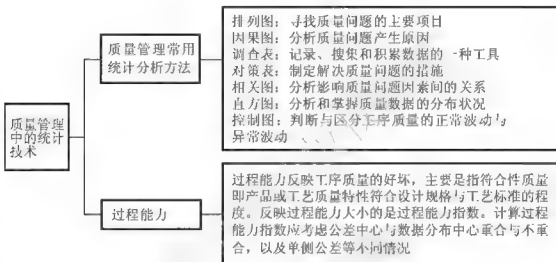 质量管理
中的统计
技术
质量管理常用
统计分析方法
排列图：寻找质量问题的主要项目
因果图：分析质量问题产生原因
调查表：记录、搜集和积累数据的一种工具
对策表：制定解决质量问题的措施
相关图：分析影响质量问题因素间的关系
直方图：分析和掌握质量数据的分布状况
控制图：判断与区分工序质量的正常波动与
异常波动
过程能力
过程能力反映工序质量的好坏，主要是指符合性质量
即产品或工艺质量特性符合设计规格与工艺标准的程
度。反映过程能力大小的是过程能力指数。计算过程
能力指数应考虑公差中心与数据分布中心重合与不重
合，以及单侧公差等不同情况